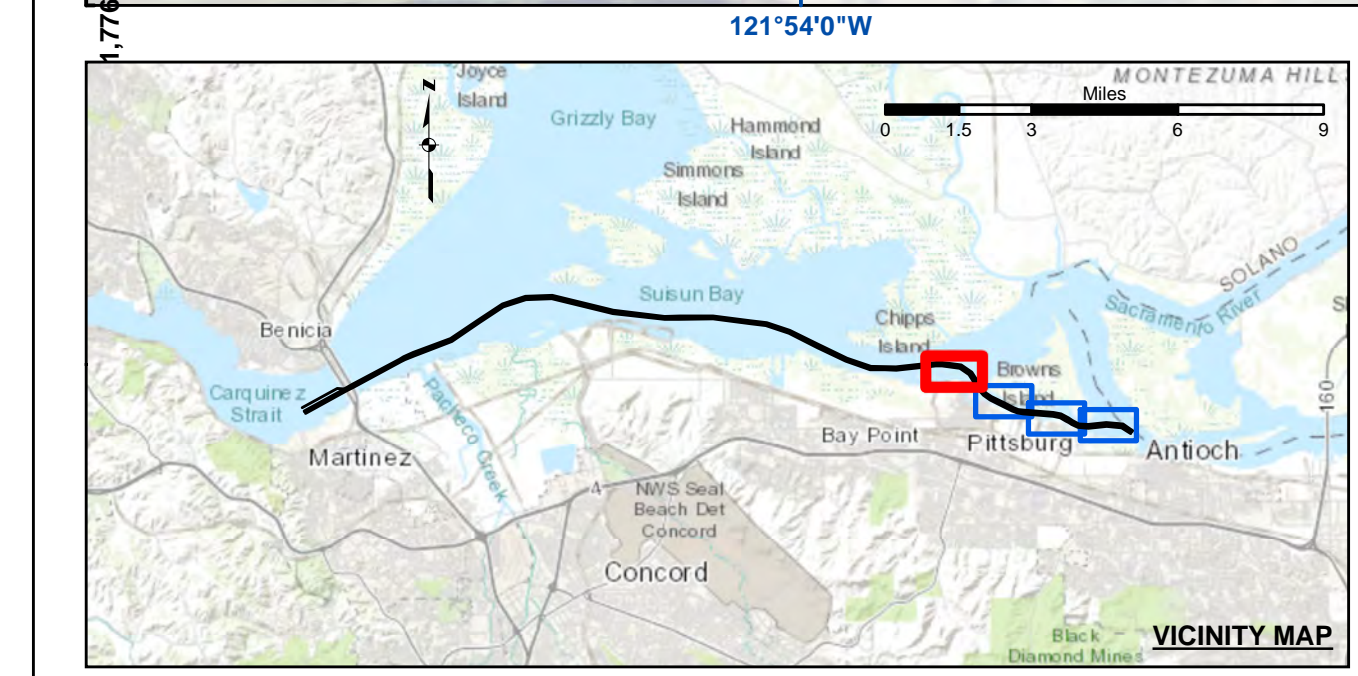 1,776
121°54'0"W
Joyce
Island
N
Grizzly Bay
MONTEZUMA HILL
Miles
0 1.5 3 6 9
Hammond
Island
Simmons
Island
SOLANO
Sacramento River
Suisun Bay
Chipps
Island
Benicia
Browns
Island
Carquinez
Strait
Pacheco Creek
160
Bay Point
Pittsburg
Antioch
Martinez
4
NWS Seal
Beach Det
Concord
Concord
Black
Diamond Mines
VICINITY MAP